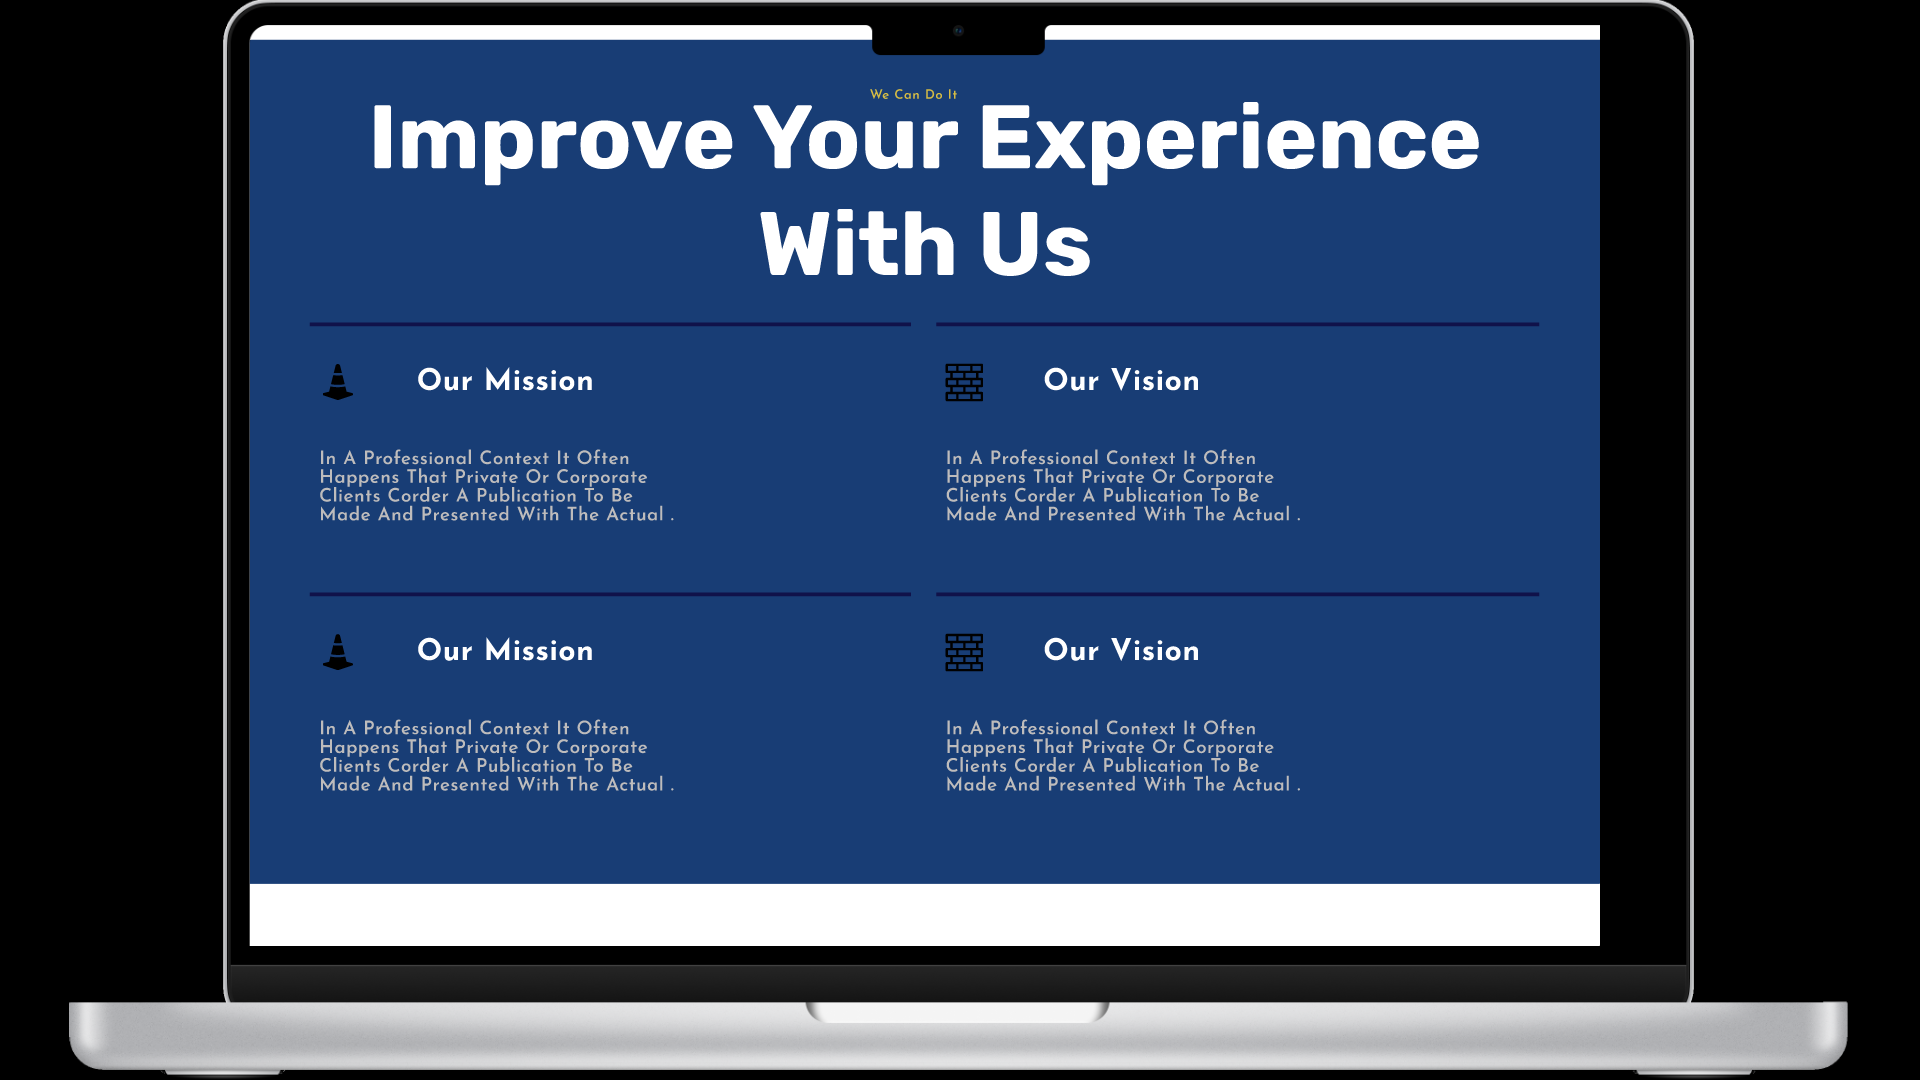 We Can Do It
Improve Your Experience
With Us
Our Mission
In A Professional Context It Often
Happens That Private Or Corporate
Clients Corder A Publication To Be
Made And Presented With The Actual .
Our Vision
In A Professional Context It Often
Happens That Private Or Corporate
Clients Corder A Publication To Be
Made And Presented With The Actual .
Our Mission
In A Professional Context It Often
Happens That Private Or Corporate
Clients Corder A Publication To Be
Made And Presented With The Actual .
Our Vision
In A Professional Context It Often
Happens That Private Or Corporate
Clients Corder A Publication To Be
Made And Presented With The Actual .